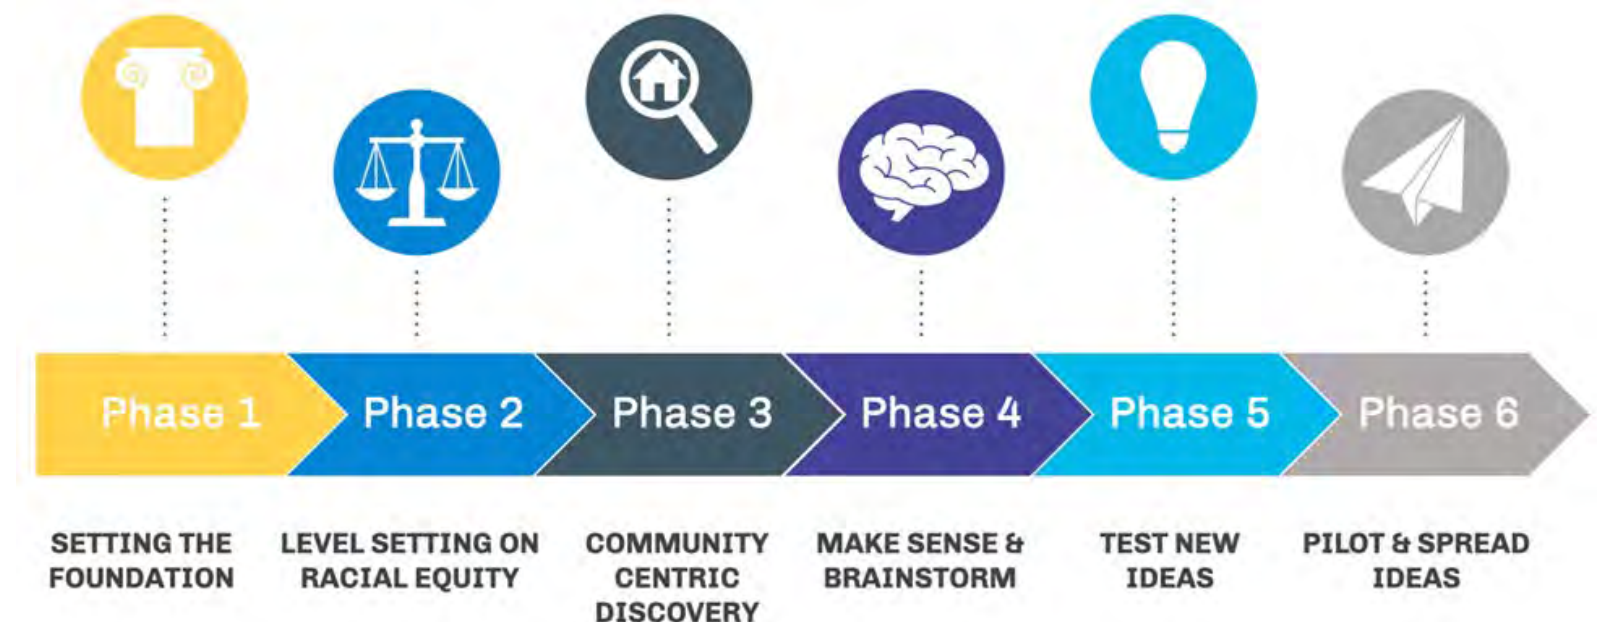 Phase 1
Phase 2
Phase 3
Phase 4
Phase 5
Phase 6
SETTING THE
FOUNDATION
LEVEL SETTING ON
RACIAL EQUITY
COMMUNITY
CENTRIC
DISCOVERY
MAKE SENSE &
BRAINSTORM
TEST NEW
IDEAS
PILOT & SPREAD
IDEAS